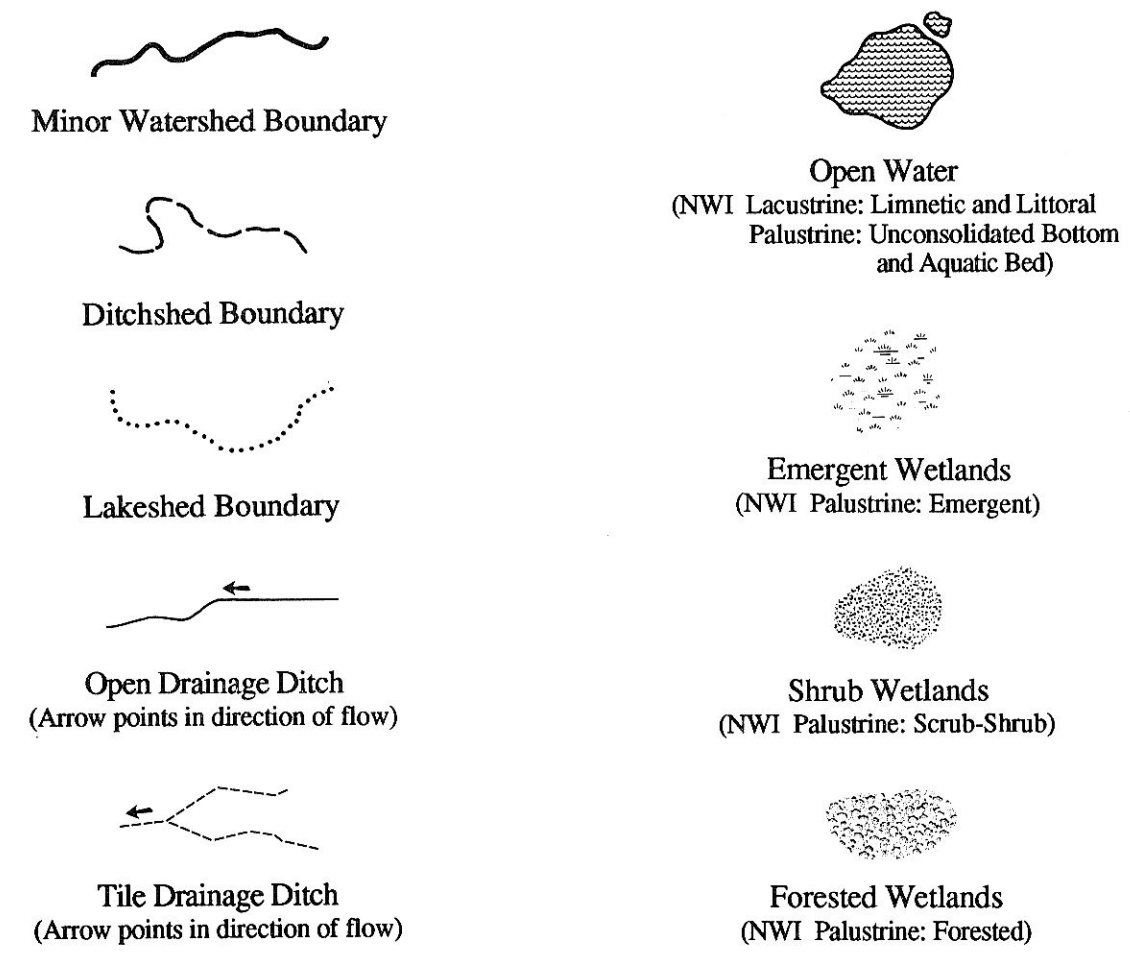 Minor Watershed Boundary
Ditchshed Boundary
Lakeshed Boundary
Open Drainage Ditch
(Arrow points in direction of flow)
Tile Drainage Ditch
(Arrow points in direction of flow)
Open Water
(NWI Lacustrine: Limnetic and Littoral
Palustrine: Unconsolidated Bottom
and Aquatic Bed)
Emergent Wetlands
(NWI Palustrine: Emergent)
Shrub Wetlands
(NWI Palustrine: Scrub-Shrub)
Forested Wetlands
(NWI Palustrine: Forested)